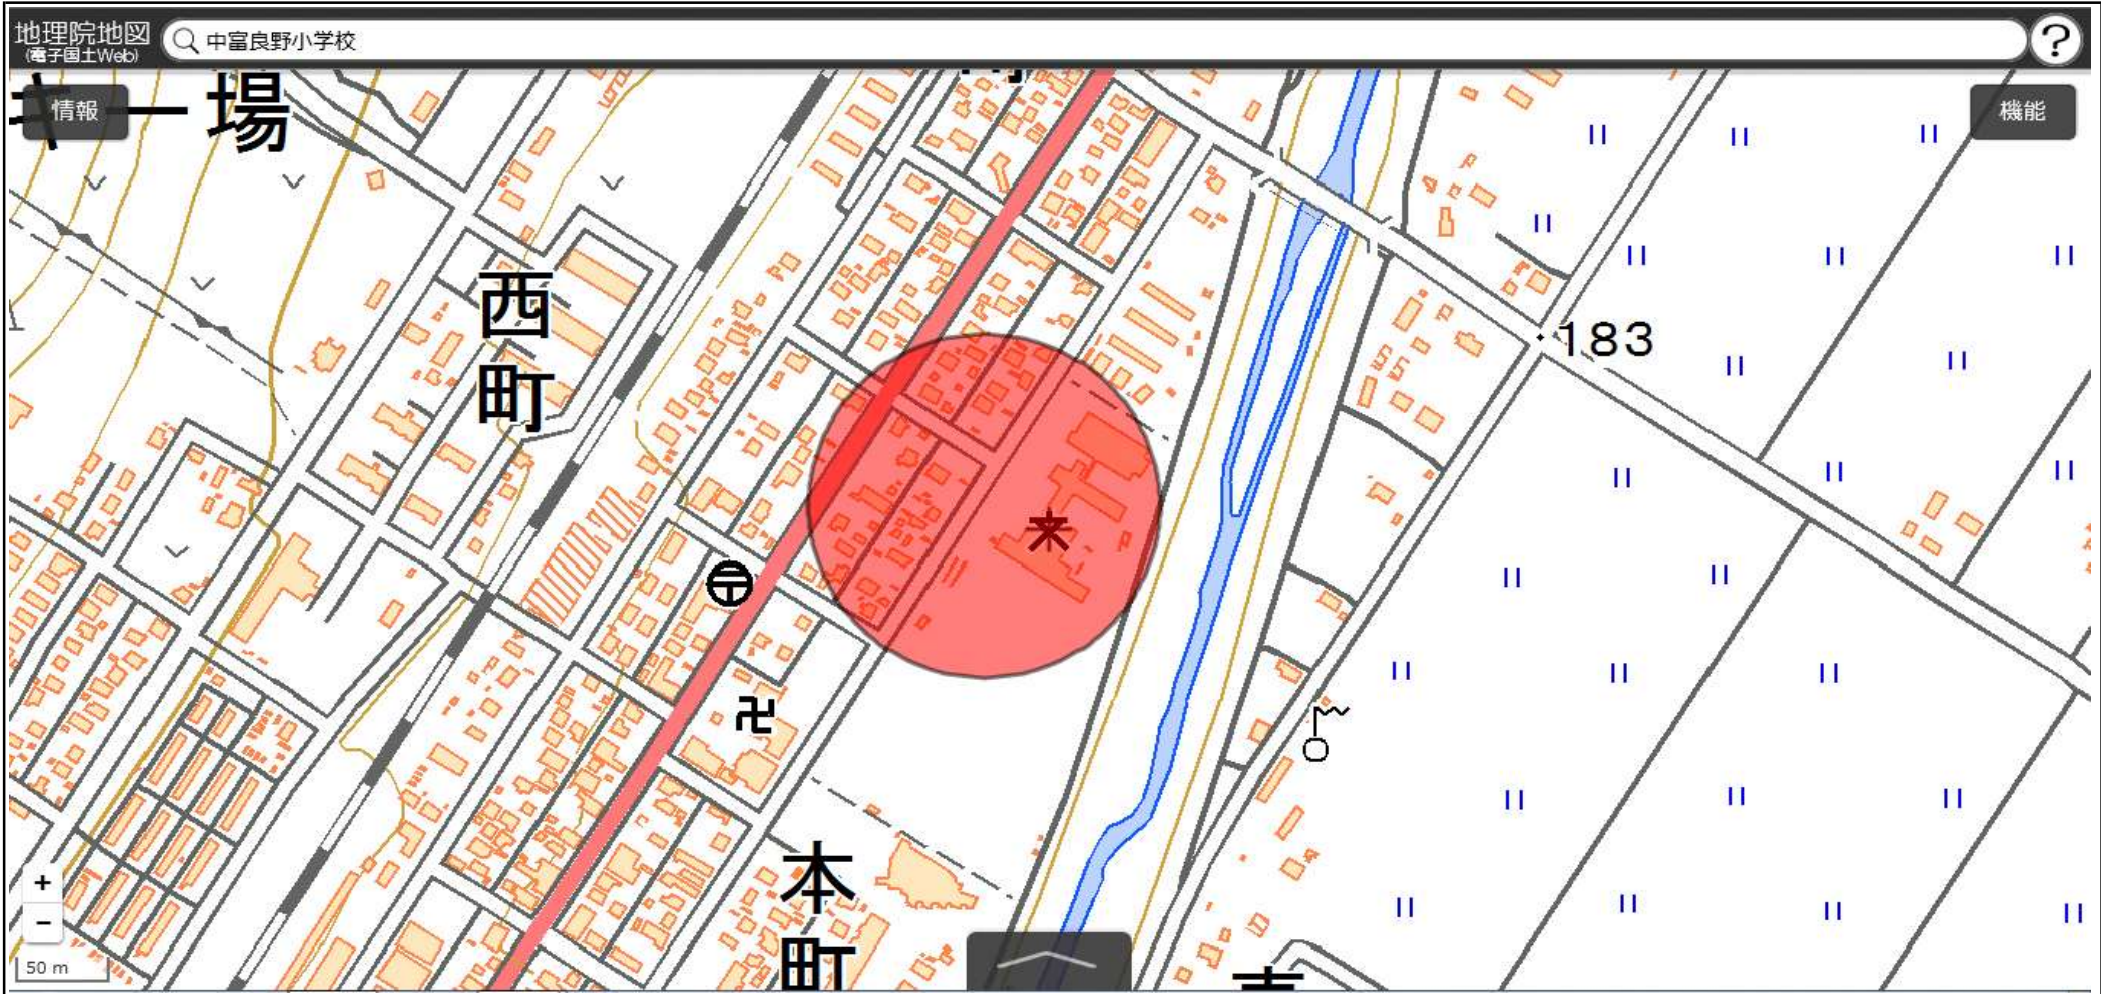 地理院地図
(電子国土Web)
中富良野小学校
?
情報
ー場
機能
西町
183
本町
+
−
50 m